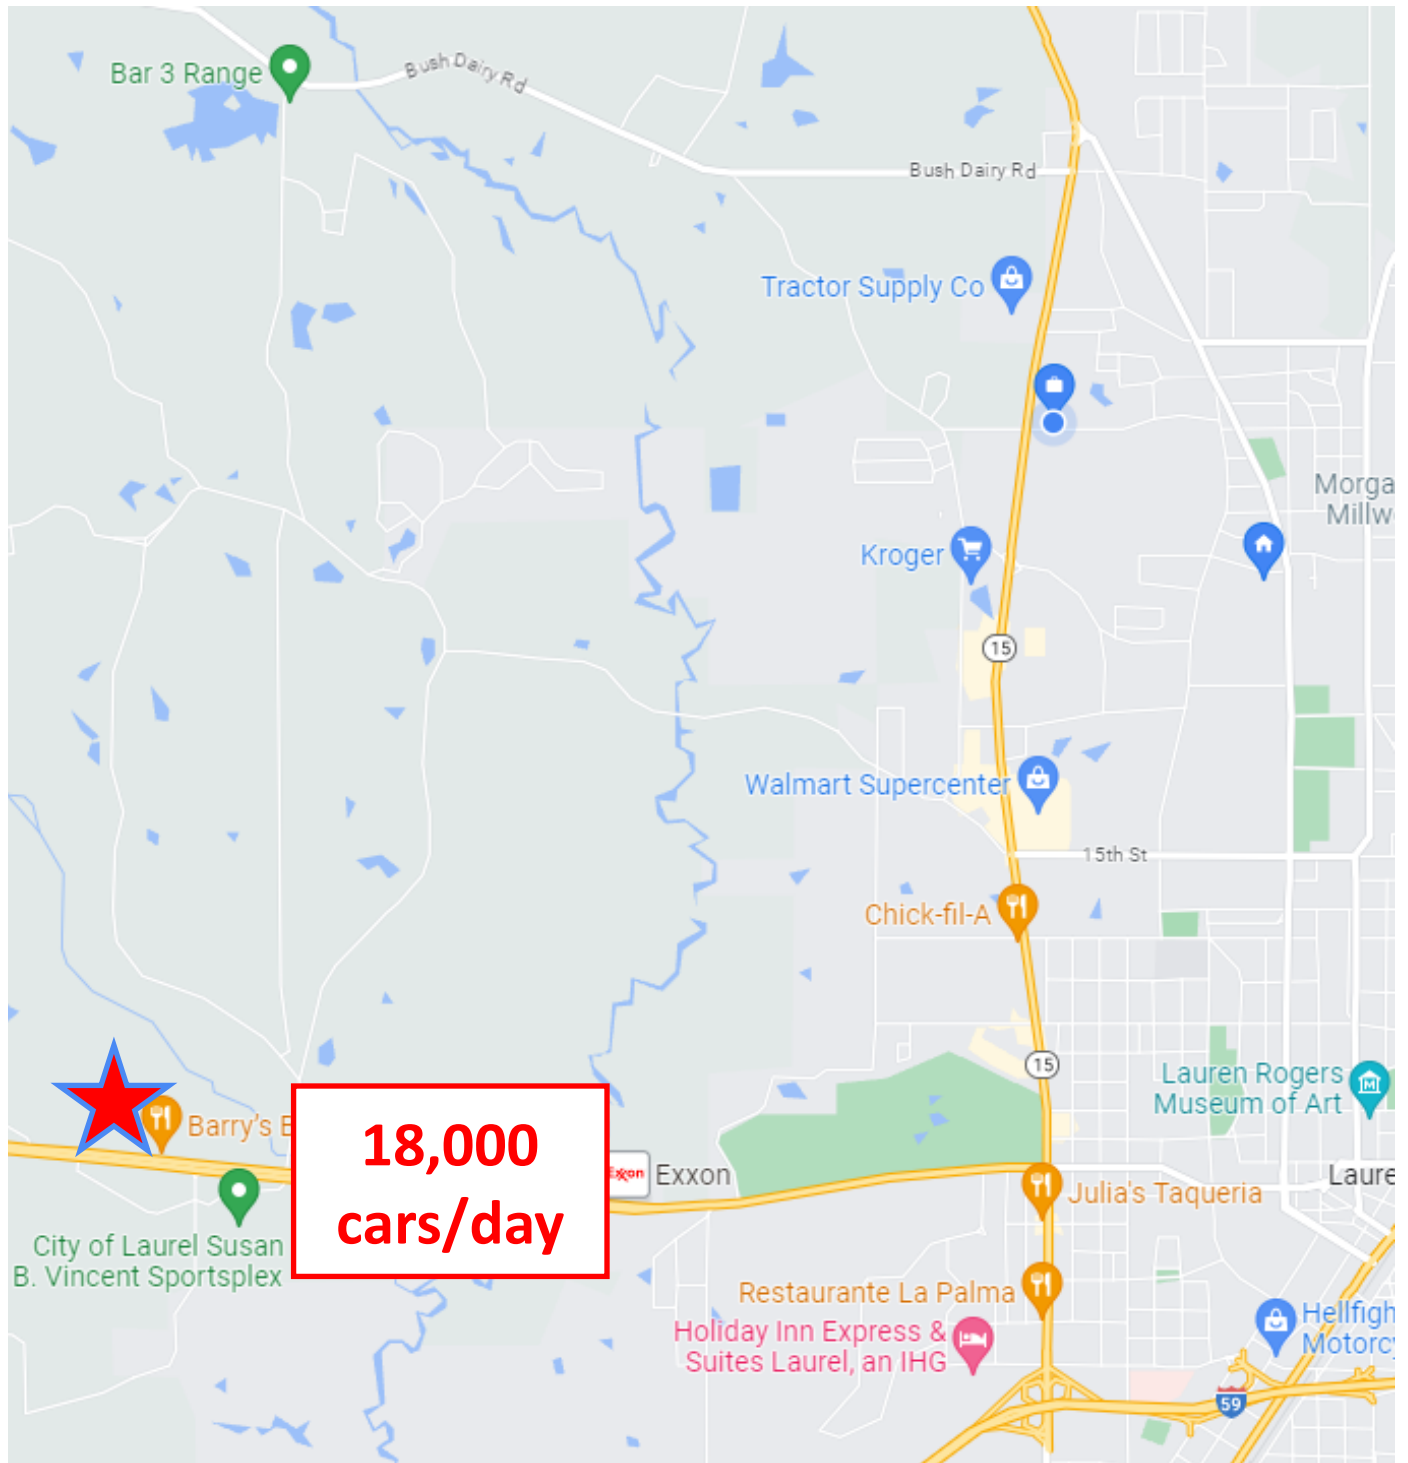 Bar 3 Range
Bush Dairy Rd
Bush Dairy Rd
Tractor Supply Co
Morga
Millw
Kroger
15
Walmart Supercenter
15th St
Chick-fil-A
15
Lauren Rogers
Museum of Art
Barry's B
18,000
cars/day
Exxon
Exxon
Laure
Julia's Taqueria
City of Laurel Susan
B. Vincent Sportsplex
Restaurante La Palma
Holiday Inn Express &
Suites Laurel, an IHG
Hellfigh
Motorcy
59